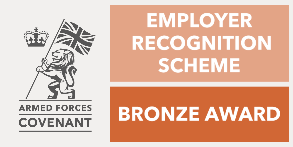 ARMED FORCES
COVENANT
EMPLOYER
RECOGNITION
SCHEME
BRONZE AWARD